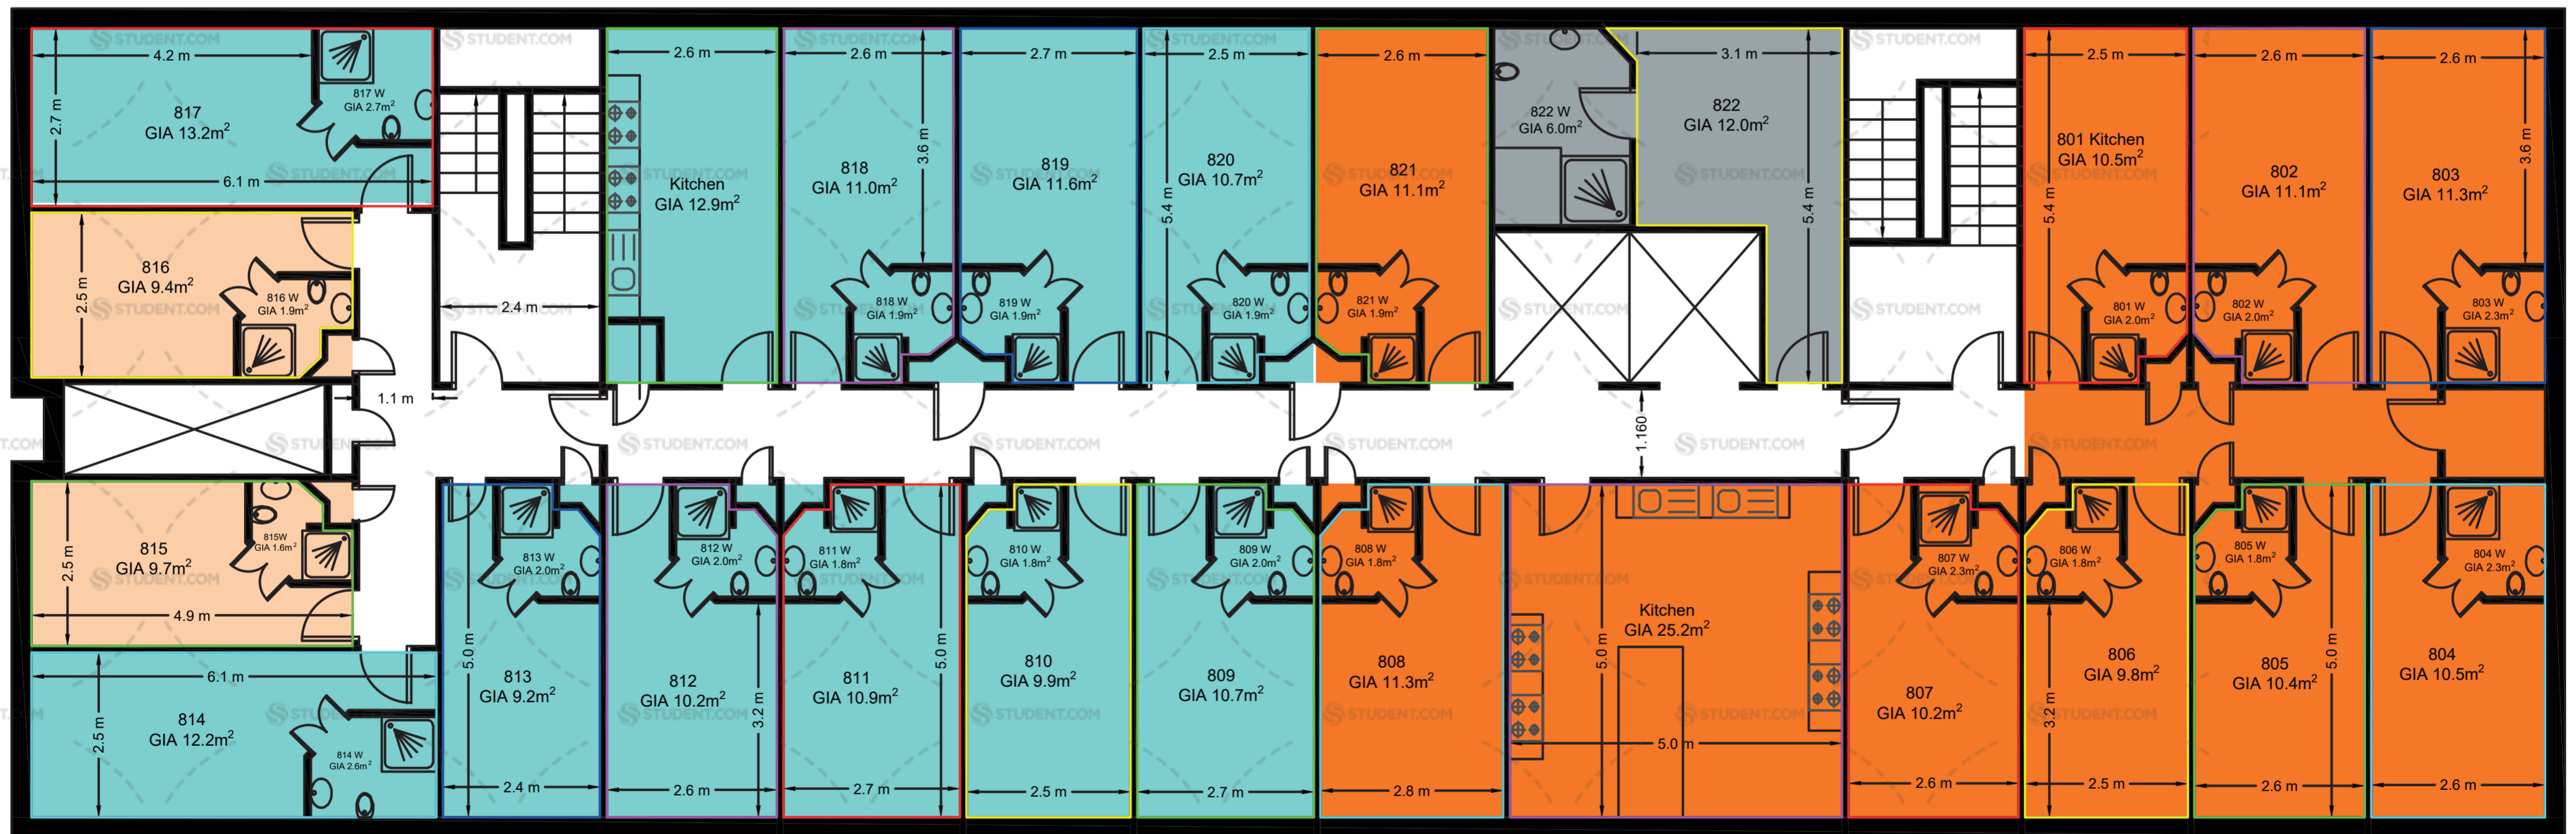 4.2 m
2.7 m
817
GIA 13.2m²
817 W
GIA 2.7m²
6.1 m
2.6 m
Kitchen
GIA 12.9m²
2.6 m
3.6 m
818
GIA 11.0m²
818 W
GIA 1.9m²
2.7 m
819
GIA 11.6m²
819 W
GIA 1.9m²
2.5 m
5.4 m
820
GIA 10.7m²
820 W
GIA 1.9m²
2.6 m
821
GIA 11.1m²
821 W
GIA 1.9m²
822 W
GIA 6.0m²
3.1 m
822
GIA 12.0m²
5.4 m
2.5 m
801 Kitchen
GIA 10.5m²
5.4 m
801 W
GIA 2.0m²
2.6 m
802
GIA 11.1m²
802 W
GIA 2.0m²
2.6 m
3.6 m
803
GIA 11.3m²
803 W
GIA 2.3m²
816
GIA 9.4m²
2.5 m
816 W
GIA 1.9m²
2.4 m
1.1 m
1.160
815
GIA 9.7m²
2.5 m
815W
GIA 1.6m²
4.9 m
6.1 m
814
GIA 12.2m²
2.5 m
814 W
GIA 2.6m²
813 W
GIA 2.0m²
5.0 m
813
GIA 9.2m²
2.4 m
812 W
GIA 2.0m²
812
GIA 10.2m²
3.2 m
2.6 m
811 W
GIA 1.8m²
5.0 m
811
GIA 10.9m²
2.7 m
810 W
GIA 1.8m²
810
GIA 9.9m²
2.5 m
809 W
GIA 2.0m²
809
GIA 10.7m²
2.7 m
808 W
GIA 1.8m²
808
GIA 11.3m²
2.8 m
Kitchen
GIA 25.2m²
5.0 m
5.0 m
807 W
GIA 2.3m²
807
GIA 10.2m²
2.6 m
806 W
GIA 1.8m²
806
GIA 9.8m²
3.2 m
2.5 m
805 W
GIA 1.8m²
5.0 m
805
GIA 10.4m²
2.6 m
804 W
GIA 2.3m²
804
GIA 10.5m²
2.6 m
STUDENT.COM